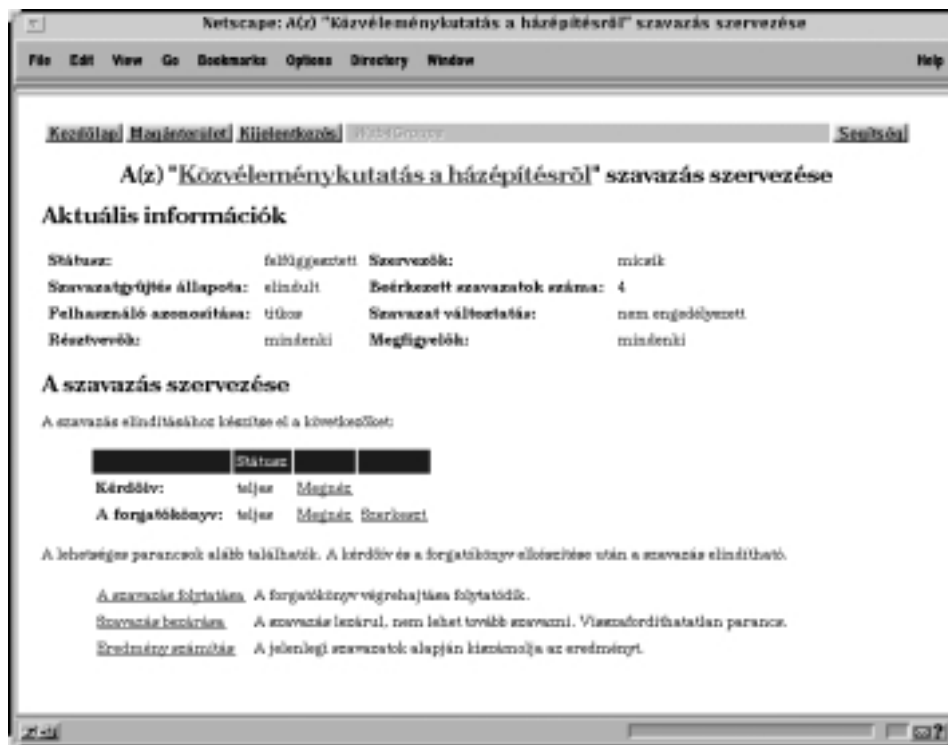 Netscape: A(z) "Közvéleménykutatás a házépítésről" szavazás szervezése
File Edit View Go Bookmarks Options Directory Window Help
Kezdőlap Magánterület Kijelentkezés Web4Groups Segítség
A(z) "Közvéleménykutatás a házépítésről" szavazás szervezése
Aktuális információk
Státusz: felfüggesztett Szervezők: micsik
Szavazatgyűjtés állapota: elindult Beérkezett szavazatok száma: 4
Felhasználó azonosítása: titkos Szavazat változtatás: nem engedélyezett
Résztvevők: mindenki Megfigyelők: mindenki
A szavazás szervezése
A szavazás elindításához készítse el a következőket:
Státusz
Kérdőív: teljes Megnéz
A forgatókönyv: teljes Megnéz Szerkeszt
A lehetséges parancsok alább találhatók. A kérdőív és a forgatókönyv elkészítése után a szavazás elindítható.
A szavazás folytatása A forgatókönyv végrehajtása folytatódik.
Szavazás bezárása A szavazás lezárul, nem lehet tovább szavazni. Visszafordíthatatlan parancs.
Eredmény számítás A jelenlegi szavazatok alapján kiszámolja az eredményt.